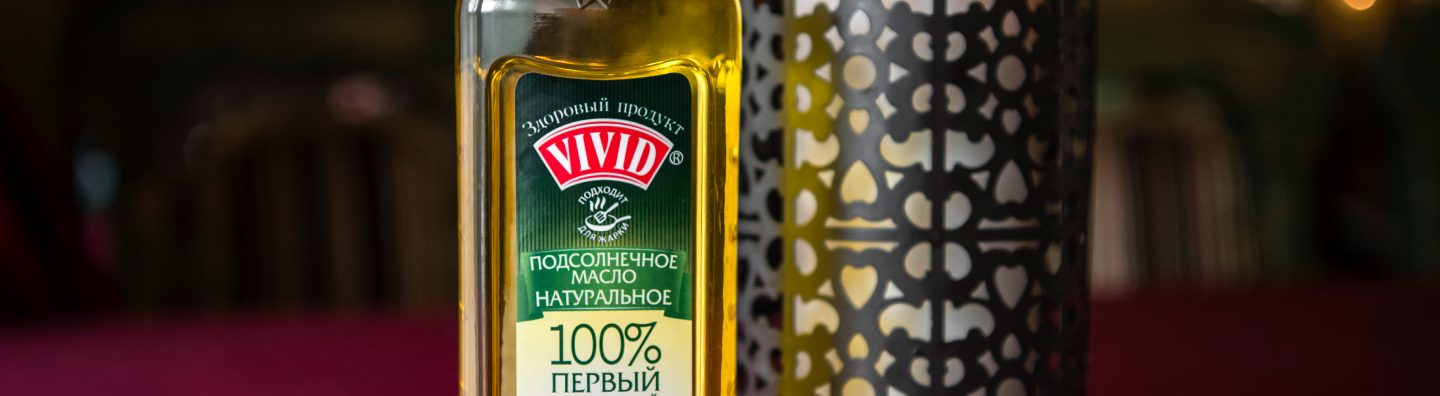 Здоровый продукт
VIVID®
ПОДХОДИТ
ДЛЯ ЖАРКИ
ПОДСОЛНЕЧНОЕ
МАСЛО
НАТУРАЛЬНОЕ
100%
ПЕРВЫЙ